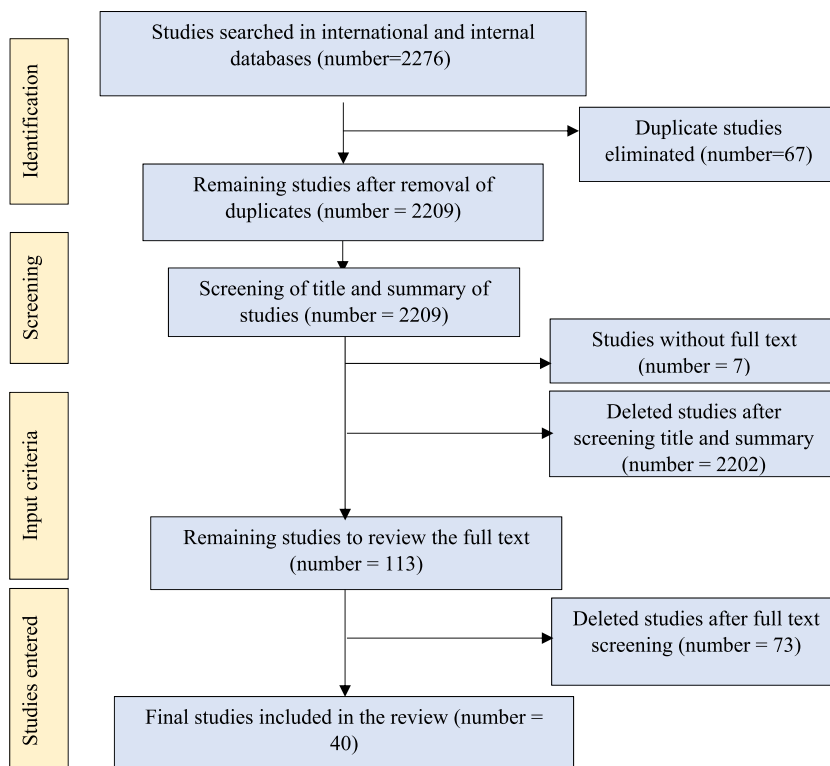 Identification
Studies searched in international and internal
databases (number=2276)
Duplicate studies
eliminated (number=67)
Remaining studies after removal of
duplicates (number = 2209)
Screening
Screening of title and summary of
studies (number = 2209)
Studies without full text
(number = 7)
Input criteria
Deleted studies after
screening title and summary
(number = 2202)
Remaining studies to review the full text
(number = 113)
Studies entered
Deleted studies after full text
screening (number = 73)
Final studies included in the review (number =
40)